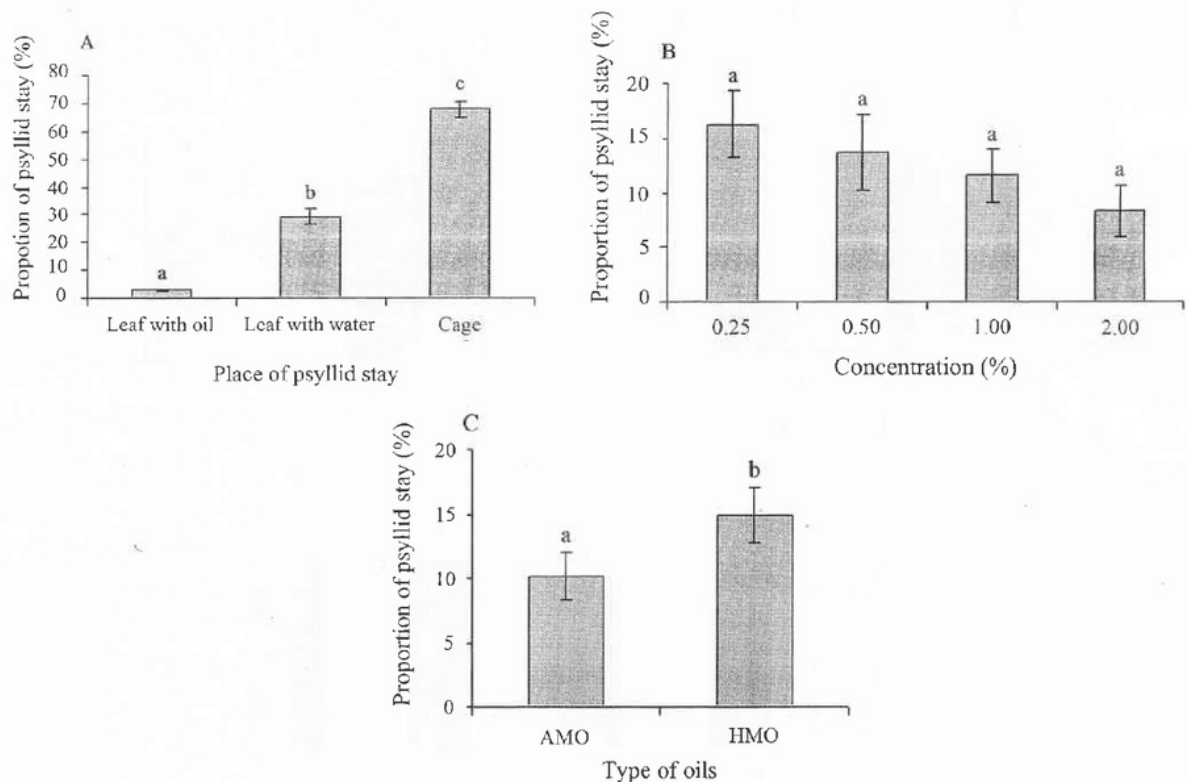 A
Propotion of psyllid stay (%)
80
70
60
50
40
30
20
10
0
a
b
c
Leaf with oil Leaf with water Cage
Place of psyllid stay
B
Proportion of psyllid stay (%)
20
15
10
5
0
a
a
a
a
0.25 0.50 1.00 2.00
Concentration (%)
C
Proportion of psyllid stay (%)
20
15
10
5
0
a
b
AMO HMO
Type of oils